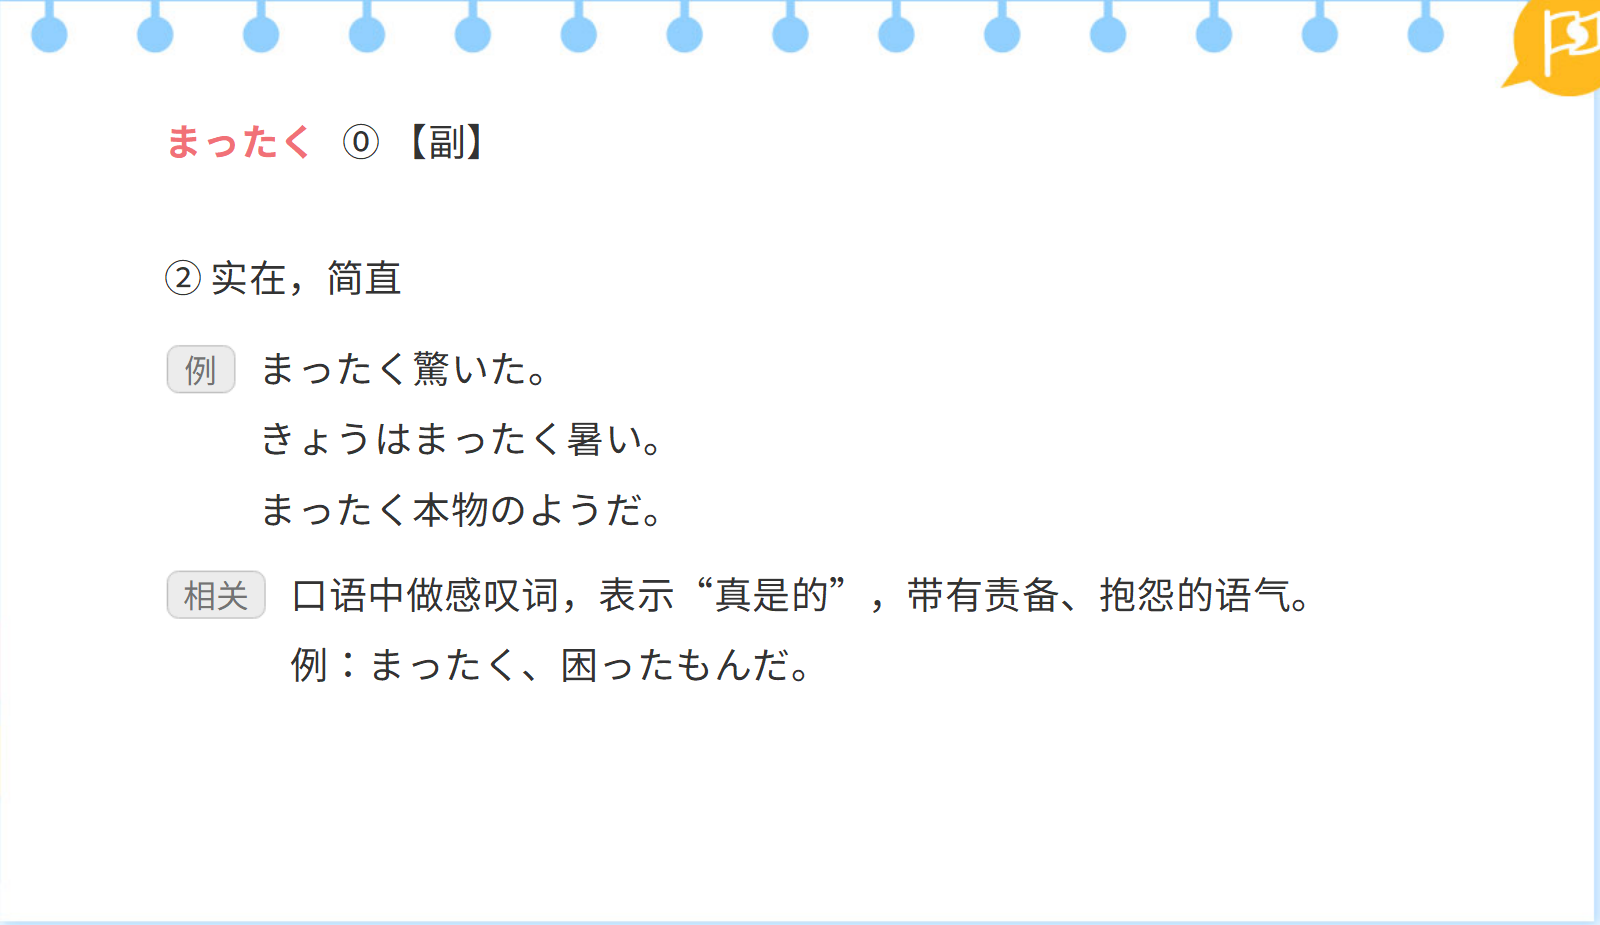 まったく ⓪ 【副】
② 实在，简直
例 まったく驚いた。
きょうはまったく暑い。
まったく本物のようだ。
相关 口语中做感叹词，表示“真是的”，带有责备、抱怨的语气。
例：まったく、困ったもんだ。